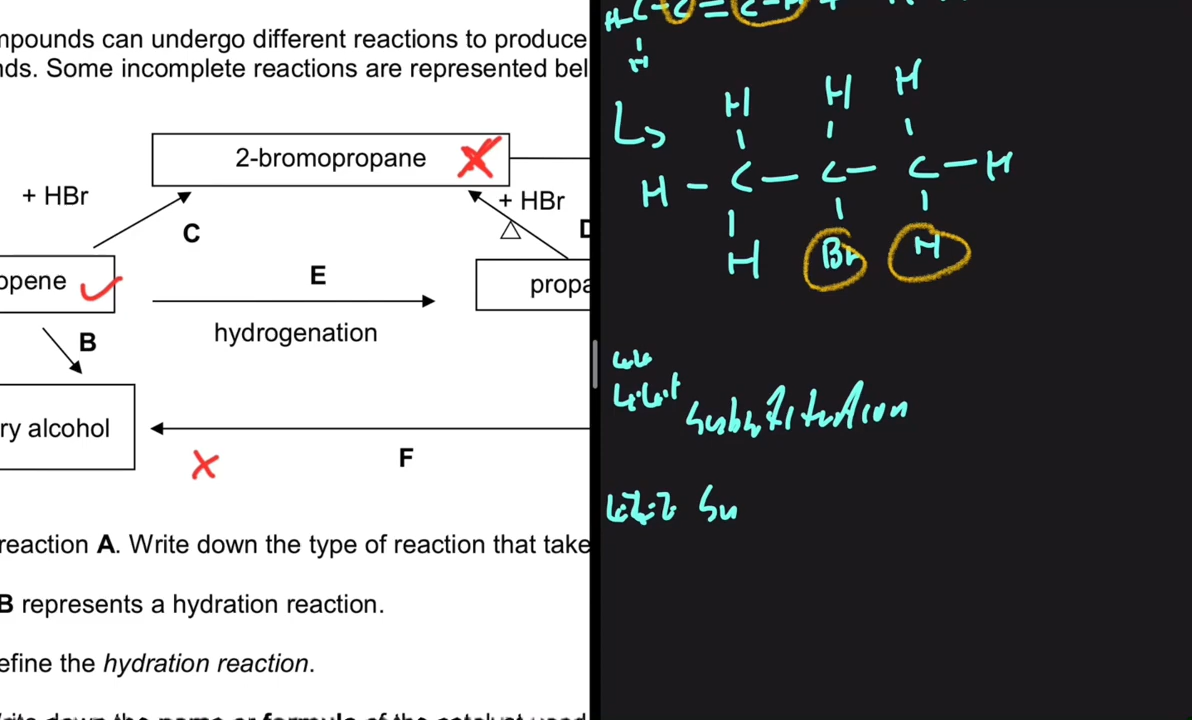 mpounds can undergo different reactions to produce
nds. Some incomplete reactions are represented bel
2-bromopropane
+ HBr
+ HBr
C
D
opene
E
propa
hydrogenation
B
ry alcohol
F
reaction A. Write down the type of reaction that take
B represents a hydration reaction.
efine the hydration reaction.
H
H H H
H - C - C - C - H
H Br H
substitution
Su